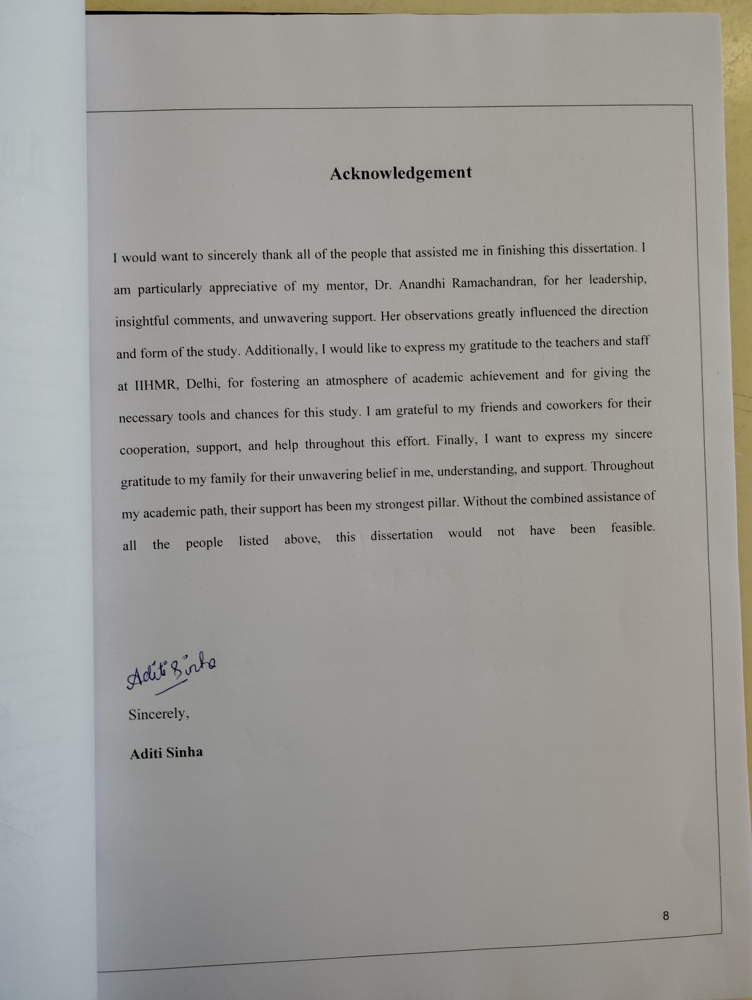 Acknowledgement
I would want to sincerely thank all of the people that assisted me in finishing this dissertation. I
am particularly appreciative of my mentor, Dr. Anandhi Ramachandran, for her leadership,
insightful comments, and unwavering support. Her observations greatly influenced the direction
and form of the study. Additionally, I would like to express my gratitude to the teachers and staff
at IIHMR, Delhi, for fostering an atmosphere of academic achievement and for giving the
necessary tools and chances for this study. I am grateful to my friends and coworkers for their
cooperation, support, and help throughout this effort. Finally, I want to express my sincere
gratitude to my family for their unwavering belief in me, understanding, and support. Throughout
my academic path, their support has been my strongest pillar. Without the combined assistance of
all the people listed above, this dissertation would not have been feasible.
Aditi Sinha
Sincerely,
Aditi Sinha
8